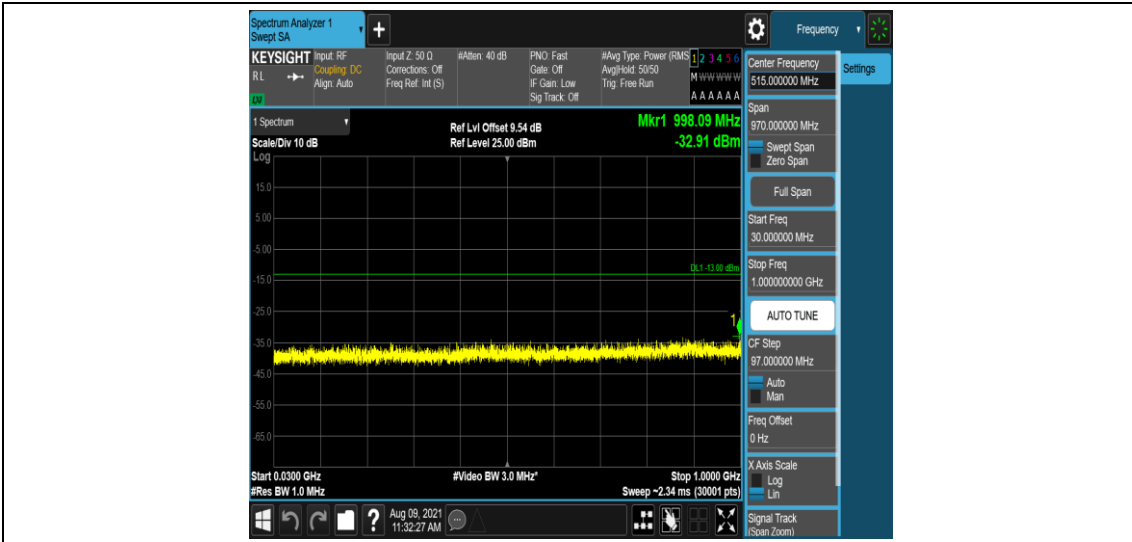 Spectrum Analyzer 1
Swept SA
+
Frequency
KEYSIGHT
RL
LXI
Input: RF
Coupling: DC
Align: Auto
Input Z: 50 Ω
Corrections: Off
Freq Ref: Int (S)
#Atten: 40 dB
PNO: Fast
Gate: Off
IF Gain: Low
Sig Track: Off
#Avg Type: Power (RMS
Avg|Hold: 50/50
Trig: Free Run
1 2 3 4 5 6
M W W W W W
A A A A A A
1 Spectrum
Scale/Div 10 dB
Log
Ref Lvl Offset 9.54 dB
Ref Level 25.00 dBm
Mkr1 998.09 MHz
-32.91 dBm
15.0
5.00
-5.00
-15.0
-25.0
-35.0
-45.0
-55.0
-65.0
DL1 -13.00 dBm
1
Start 0.0300 GHz
#Res BW 1.0 MHz
#Video BW 3.0 MHz*
Stop 1.0000 GHz
Sweep ~2.34 ms (30001 pts)
Center Frequency
515.000000 MHz
Settings
Span
970.000000 MHz
Swept Span
Zero Span
Full Span
Start Freq
30.000000 MHz
Stop Freq
1.000000000 GHz
AUTO TUNE
CF Step
97.000000 MHz
Auto
Man
Freq Offset
0 Hz
X Axis Scale
Log
Lin
Signal Track
(Span Zoom)
?
Aug 09, 2021
11:32:27 AM